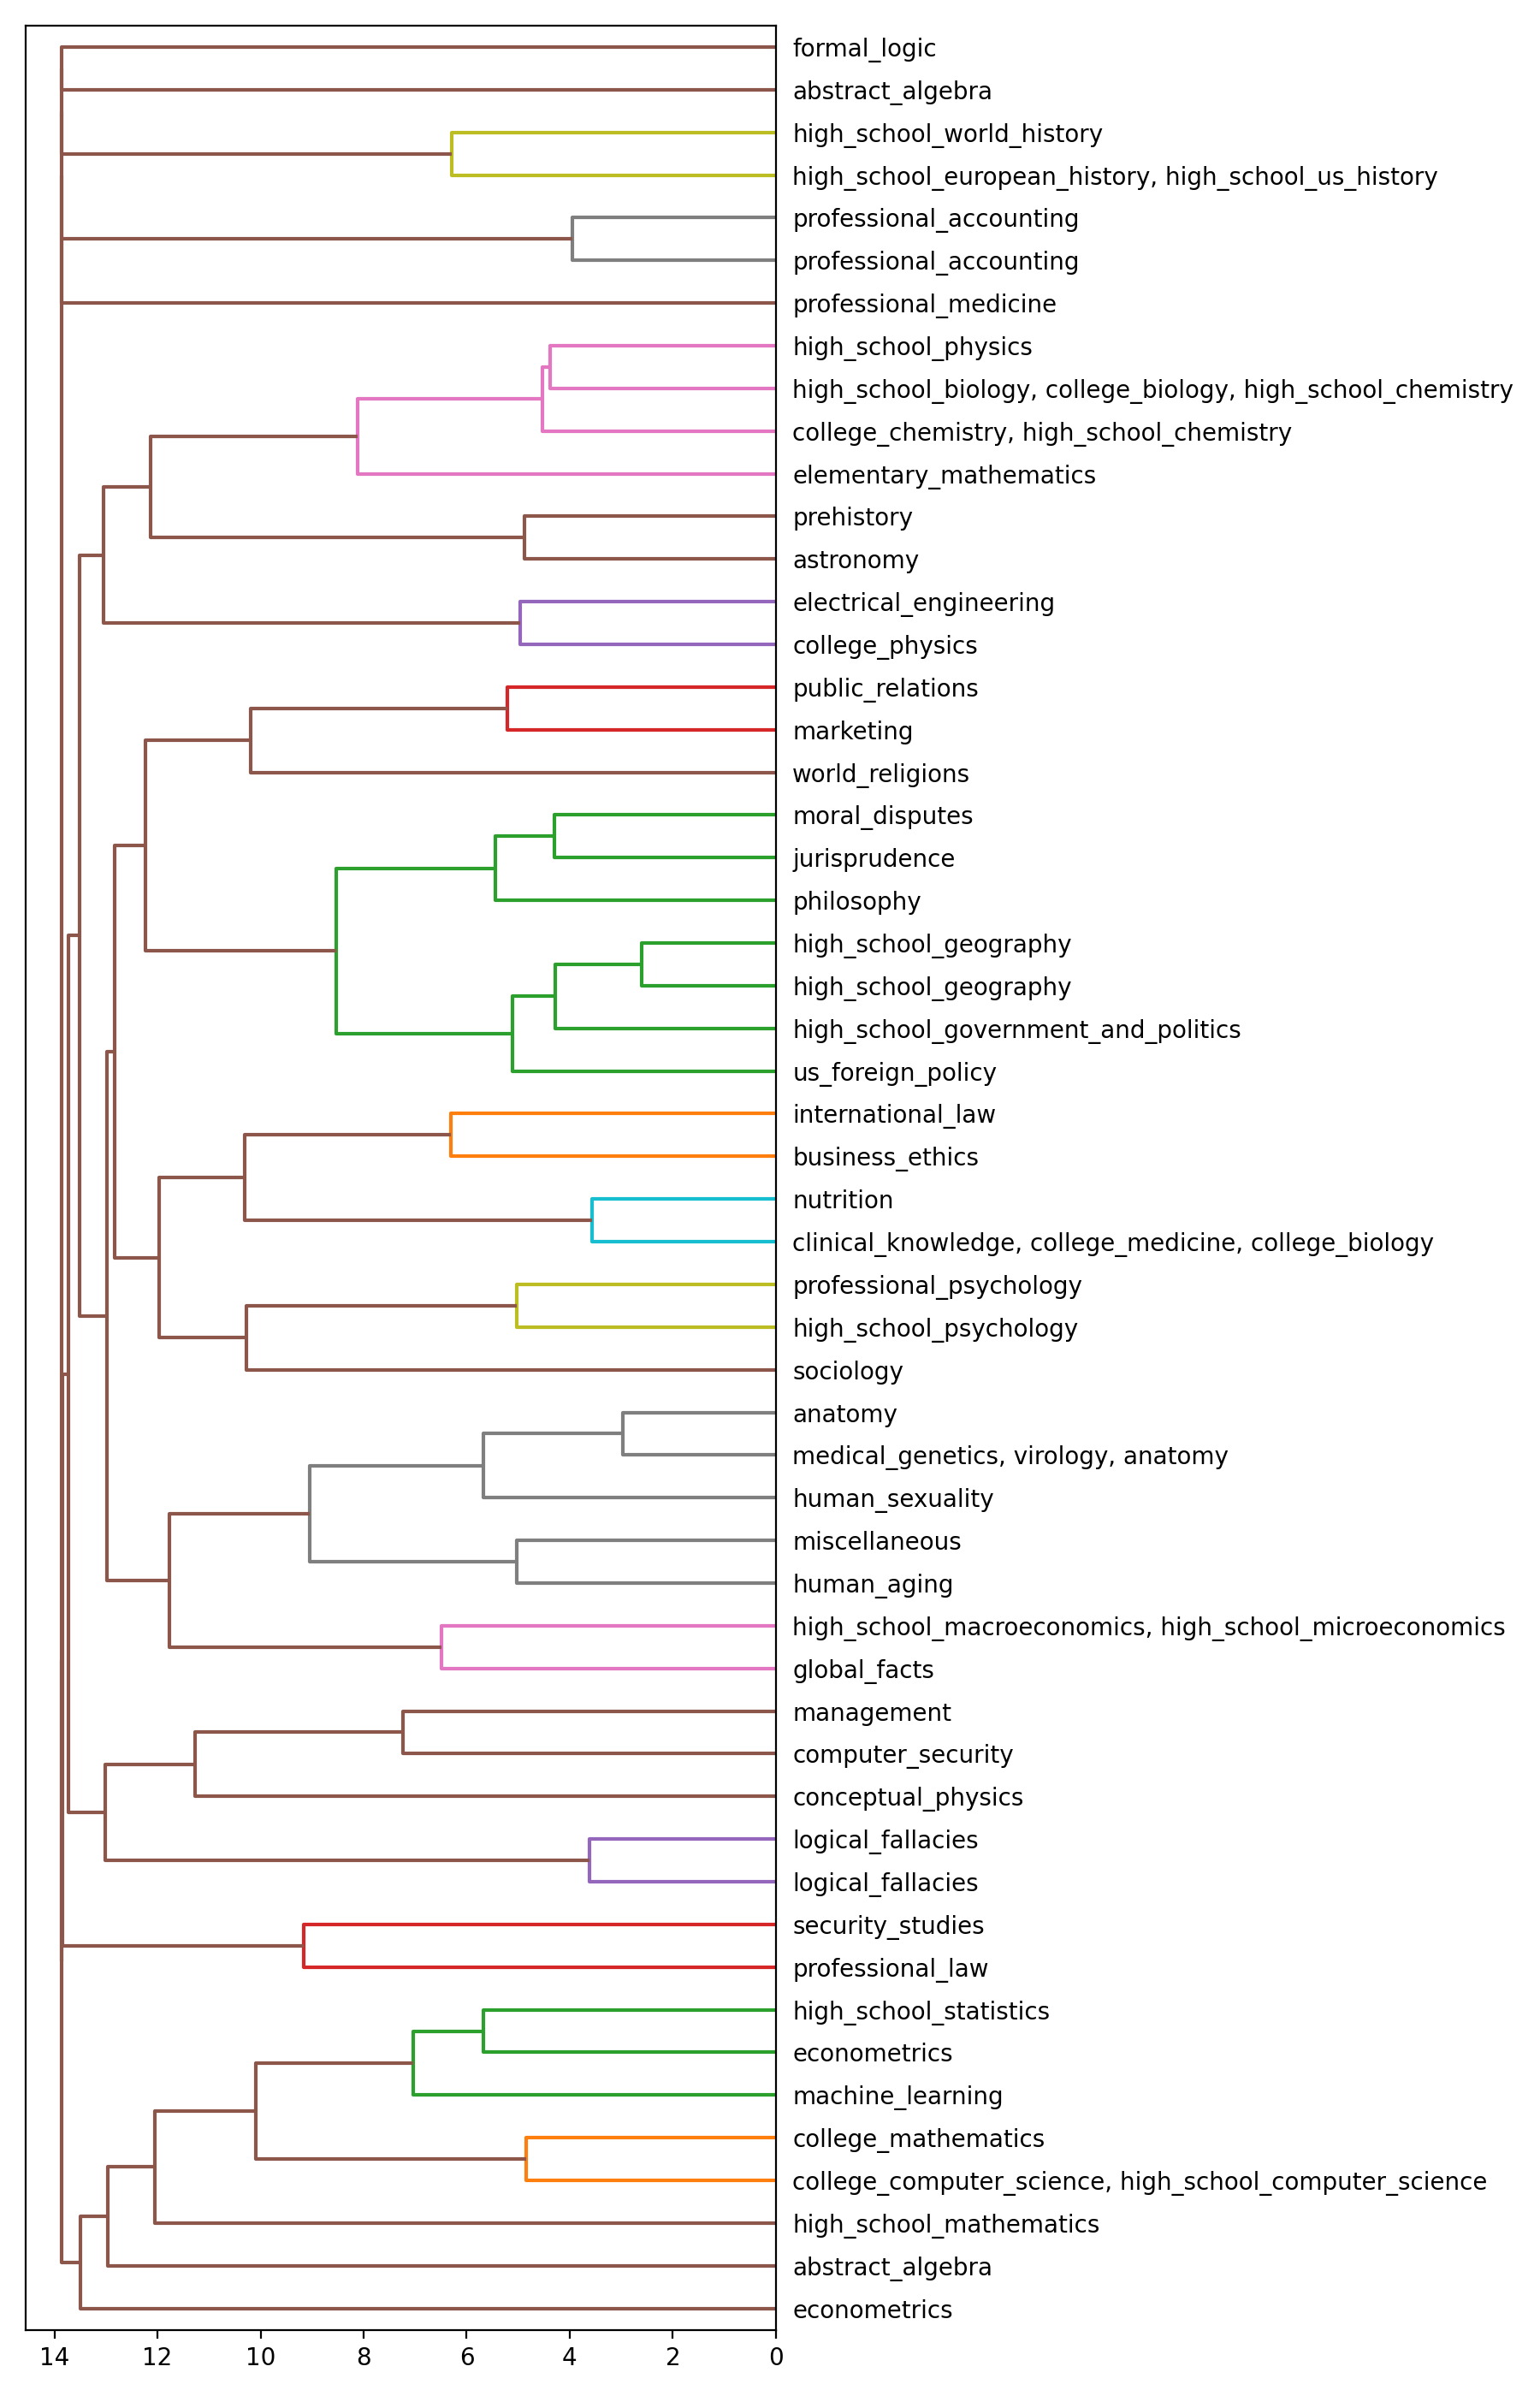 formal_logic
abstract_algebra
high_school_world_history
high_school_european_history, high_school_us_history
professional_accounting
professional_accounting
professional_medicine
high_school_physics
high_school_biology, college_biology, high_school_chemistry
college_chemistry, high_school_chemistry
elementary_mathematics
prehistory
astronomy
electrical_engineering
college_physics
public_relations
marketing
world_religions
moral_disputes
jurisprudence
philosophy
high_school_geography
high_school_geography
high_school_government_and_politics
us_foreign_policy
international_law
business_ethics
nutrition
clinical_knowledge, college_medicine, college_biology
professional_psychology
high_school_psychology
sociology
anatomy
medical_genetics, virology, anatomy
human_sexuality
miscellaneous
human_aging
high_school_macroeconomics, high_school_microeconomics
global_facts
management
computer_security
conceptual_physics
logical_fallacies
logical_fallacies
security_studies
professional_law
high_school_statistics
econometrics
machine_learning
college_mathematics
college_computer_science, high_school_computer_science
high_school_mathematics
abstract_algebra
econometrics
14 12 10 8 6 4 2 0